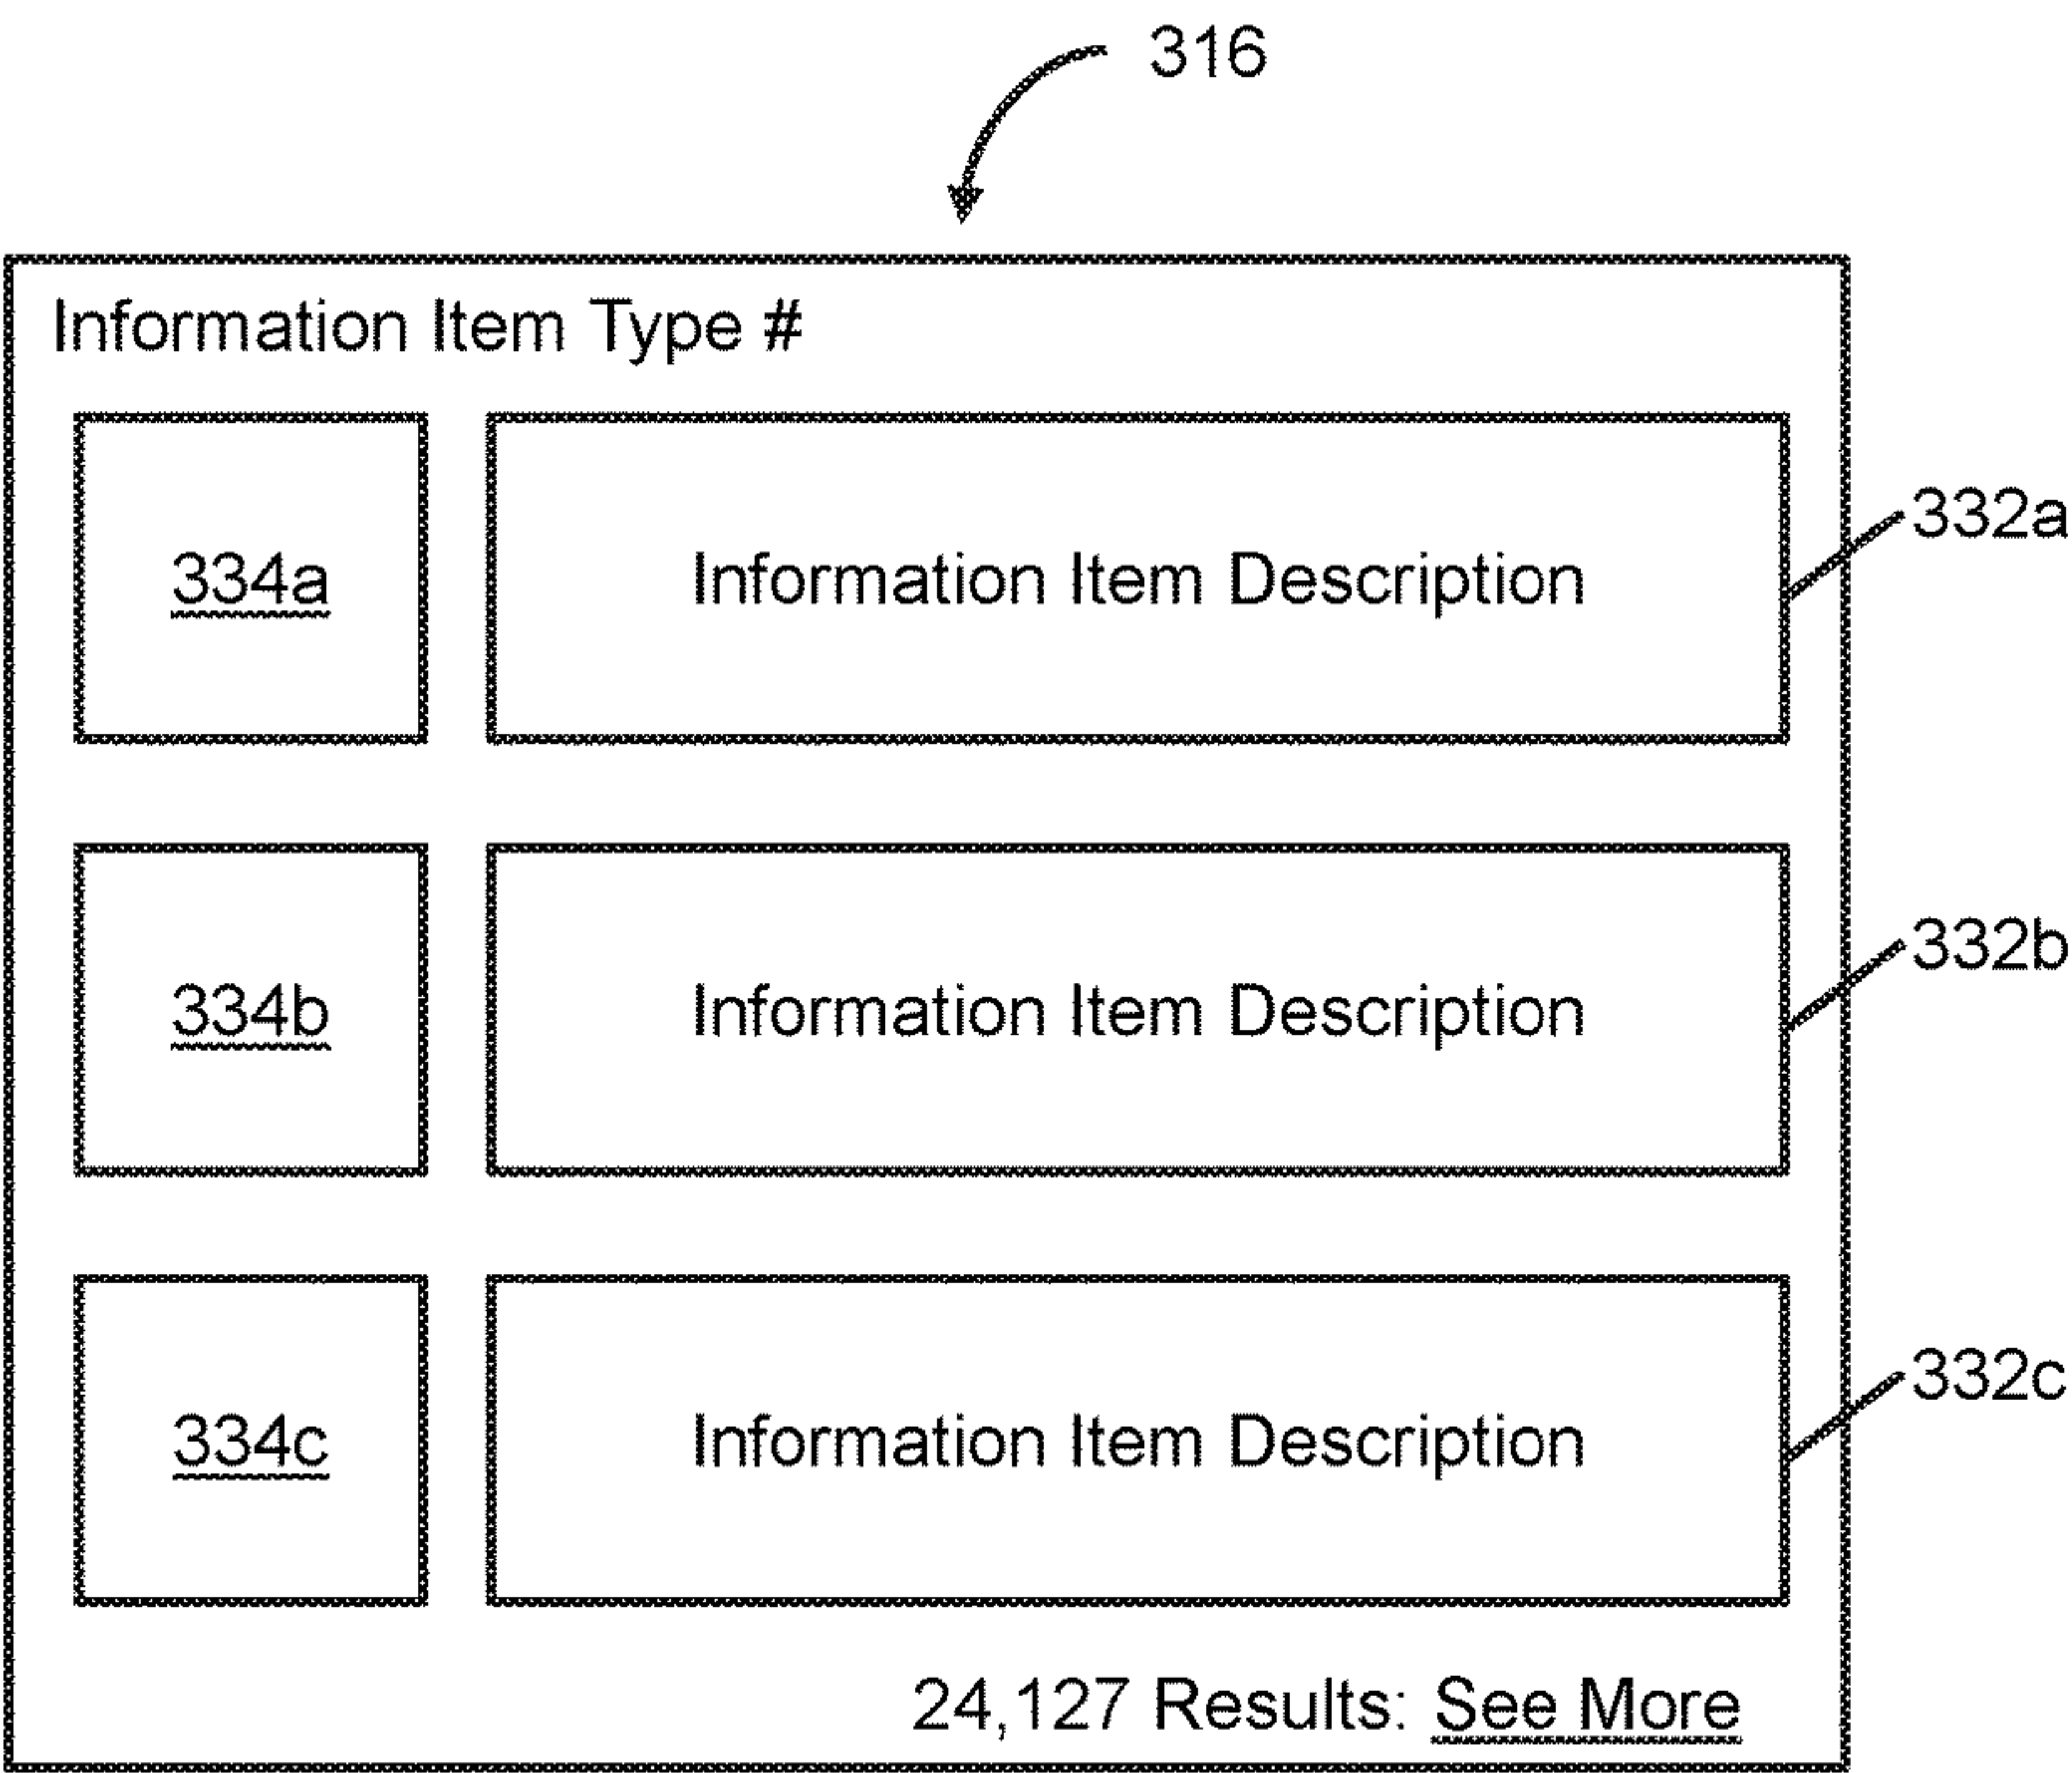 316
Information Item Type #
334a
Information Item Description
332a
334b
Information Item Description
332b
334c
Information Item Description
332c
24,127 Results: See More